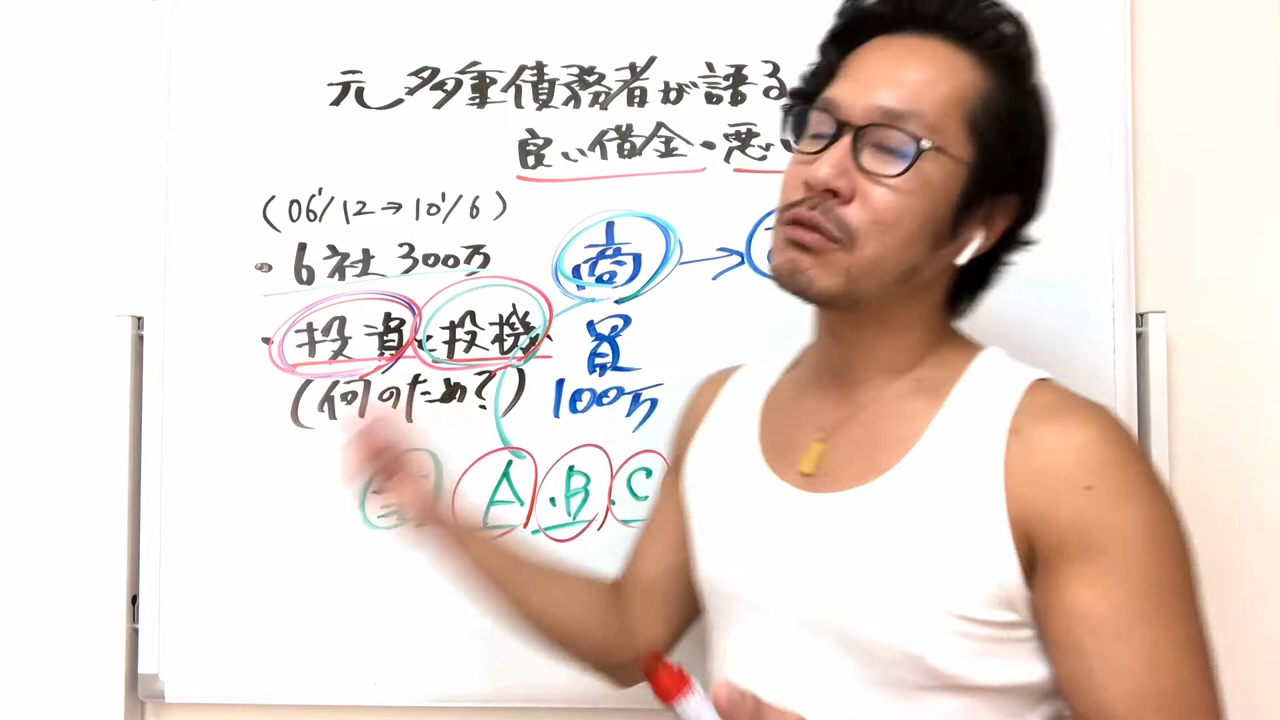 元多重債務者が語る
良い借金・悪い
(06'/12→10'/6)
・6社 300万
・投資・投機
(何のため?)
商→
買
100万
A・B・C